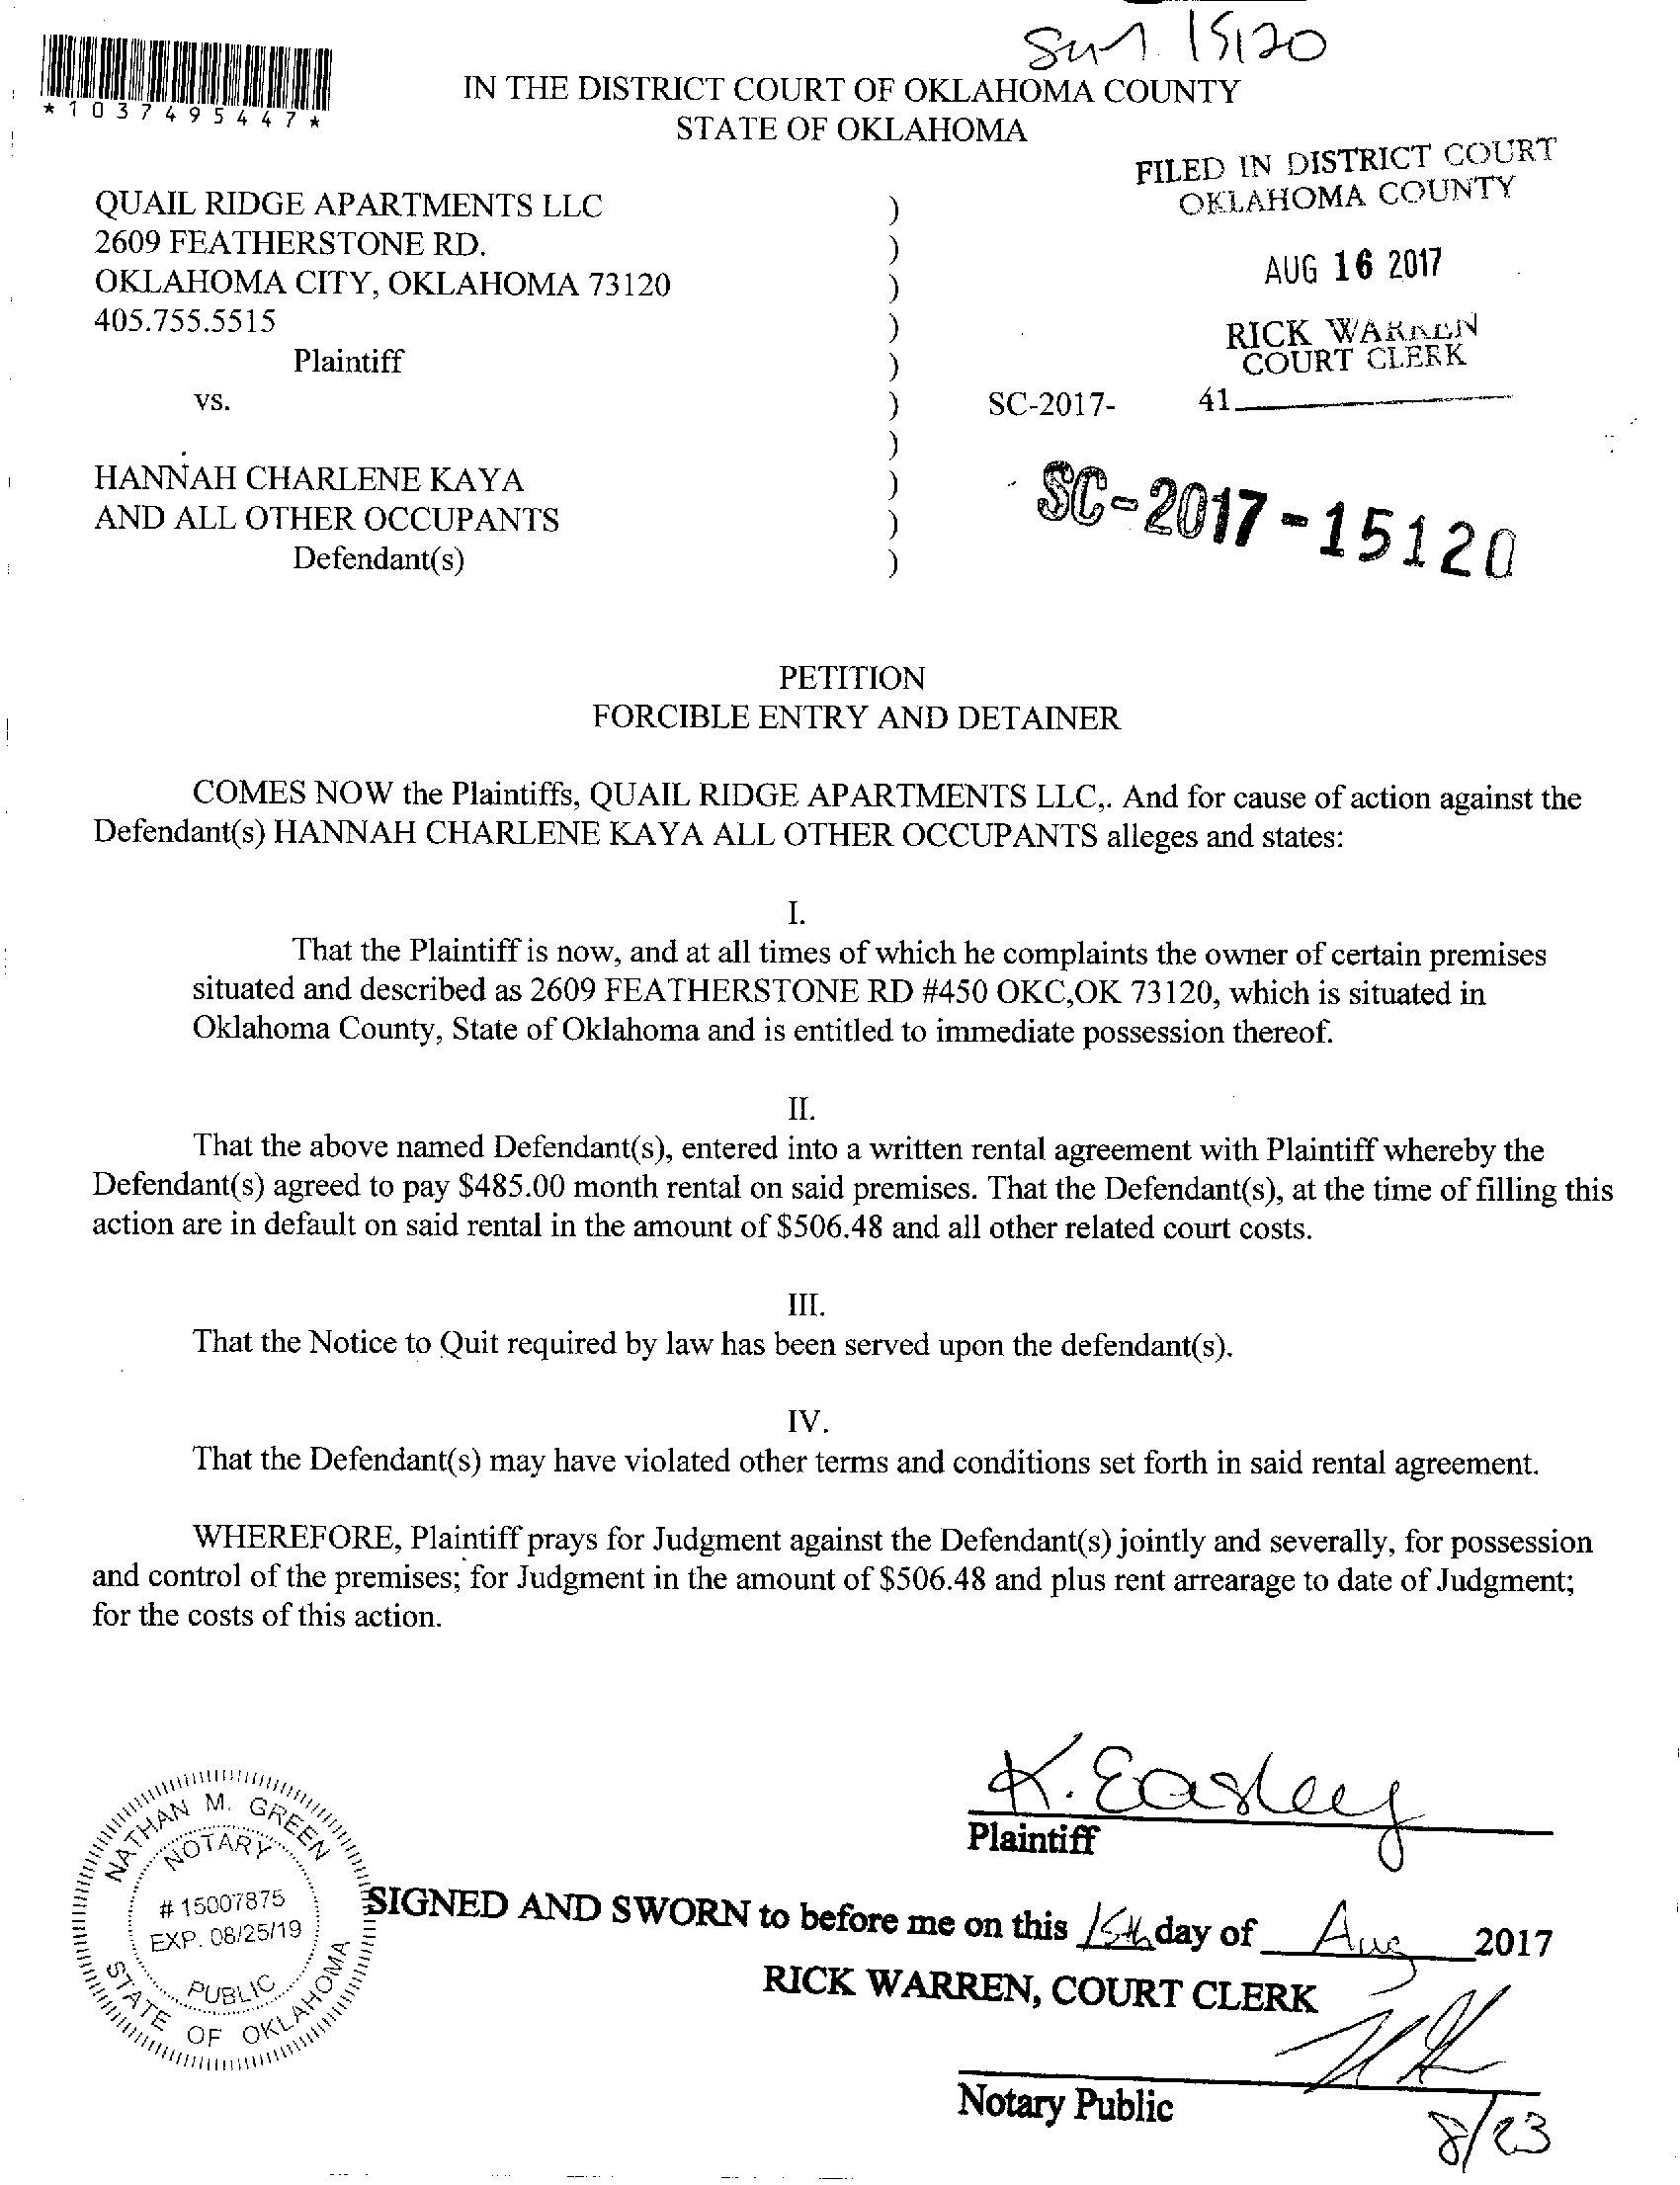 15120
*1037495447*
IN THE DISTRICT COURT OF OKLAHOMA COUNTY
STATE OF OKLAHOMA
FILED IN DISTRICT COURT
OKLAHOMA COUNTY
AUG 16 2017
RICK WARREN
COURT CLERK
QUAIL RIDGE APARTMENTS LLC )
2609 FEATHERSTONE RD. )
OKLAHOMA CITY, OKLAHOMA 73120 )
405.755.5515 )
Plaintiff )
vs. ) SC-2017- 41
)
HANNAH CHARLENE KAYA )
AND ALL OTHER OCCUPANTS )
Defendant(s) )
SC-2017-15120
PETITION
FORCIBLE ENTRY AND DETAINER
COMES NOW the Plaintiffs, QUAIL RIDGE APARTMENTS LLC,. And for cause of action against the
Defendant(s) HANNAH CHARLENE KAYA ALL OTHER OCCUPANTS alleges and states:
I.
That the Plaintiff is now, and at all times of which he complaints the owner of certain premises
situated and described as 2609 FEATHERSTONE RD #450 OKC,OK 73120, which is situated in
Oklahoma County, State of Oklahoma and is entitled to immediate possession thereof.
II.
That the above named Defendant(s), entered into a written rental agreement with Plaintiff whereby the
Defendant(s) agreed to pay $485.00 month rental on said premises. That the Defendant(s), at the time of filling this
action are in default on said rental in the amount of $506.48 and all other related court costs.
III.
That the Notice to Quit required by law has been served upon the defendant(s).
IV.
That the Defendant(s) may have violated other terms and conditions set forth in said rental agreement.
WHEREFORE, Plaintiff prays for Judgment against the Defendant(s) jointly and severally, for possession
and control of the premises; for Judgment in the amount of $506.48 and plus rent arrearage to date of Judgment;
for the costs of this action.
K. Easley
Plaintiff
NATHAN M. GREEN
NOTARY
# 15007875
EXP. 08/25/19
PUBLIC
STATE OF OKLAHOMA
SIGNED AND SWORN to before me on this 15th day of Aug 2017
RICK WARREN, COURT CLERK
Notary Public
8/23